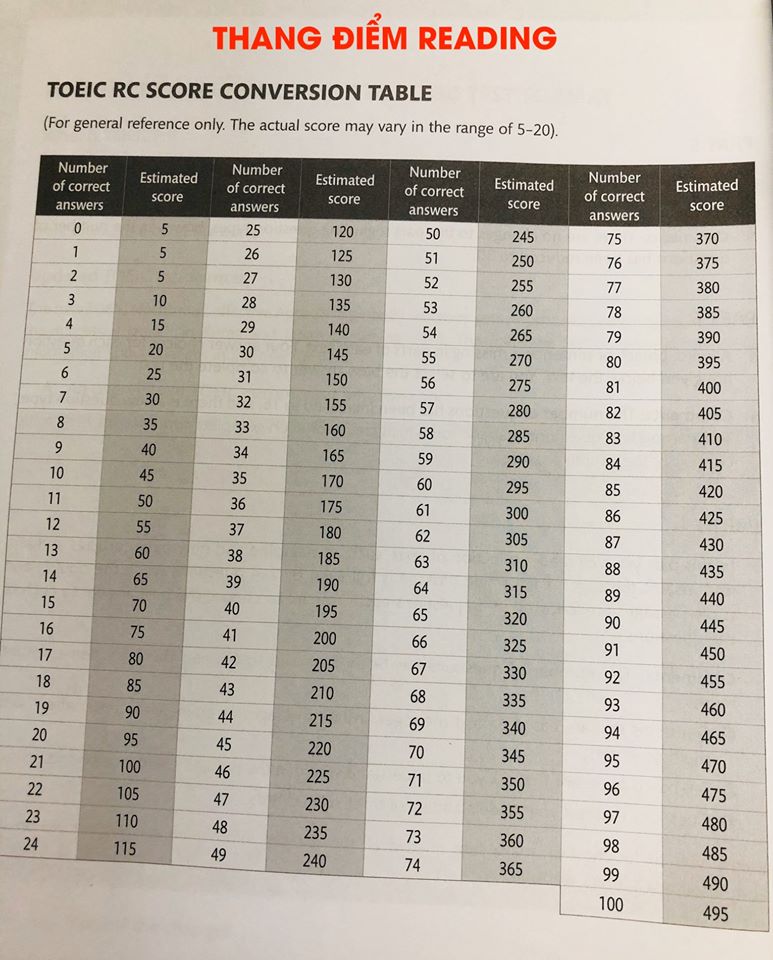 THANG ĐIỂM READING
TOEIC RC SCORE CONVERSION TABLE
(For general reference only. The actual score may vary in the range of 5–20).
Number of correct answers Estimated score Number of correct answers Estimated score Number of correct answers Estimated score Number of correct answers Estimated score
0 5 25 120 50 245 75 370
1 5 26 125 51 250 76 375
2 5 27 130 52 255 77 380
3 10 28 135 53 260 78 385
4 15 29 140 54 265 79 390
5 20 30 145 55 270 80 395
6 25 31 150 56 275 81 400
7 30 32 155 57 280 82 405
8 35 33 160 58 285 83 410
9 40 34 165 59 290 84 415
10 45 35 170 60 295 85 420
11 50 36 175 61 300 86 425
12 55 37 180 62 305 87 430
13 60 38 185 63 310 88 435
14 65 39 190 64 315 89 440
15 70 40 195 65 320 90 445
16 75 41 200 66 325 91 450
17 80 42 205 67 330 92 455
18 85 43 210 68 335 93 460
19 90 44 215 69 340 94 465
20 95 45 220 70 345 95 470
21 100 46 225 71 350 96 475
22 105 47 230 72 355 97 480
23 110 48 235 73 360 98 485
24 115 49 240 74 365 99 490
100 495